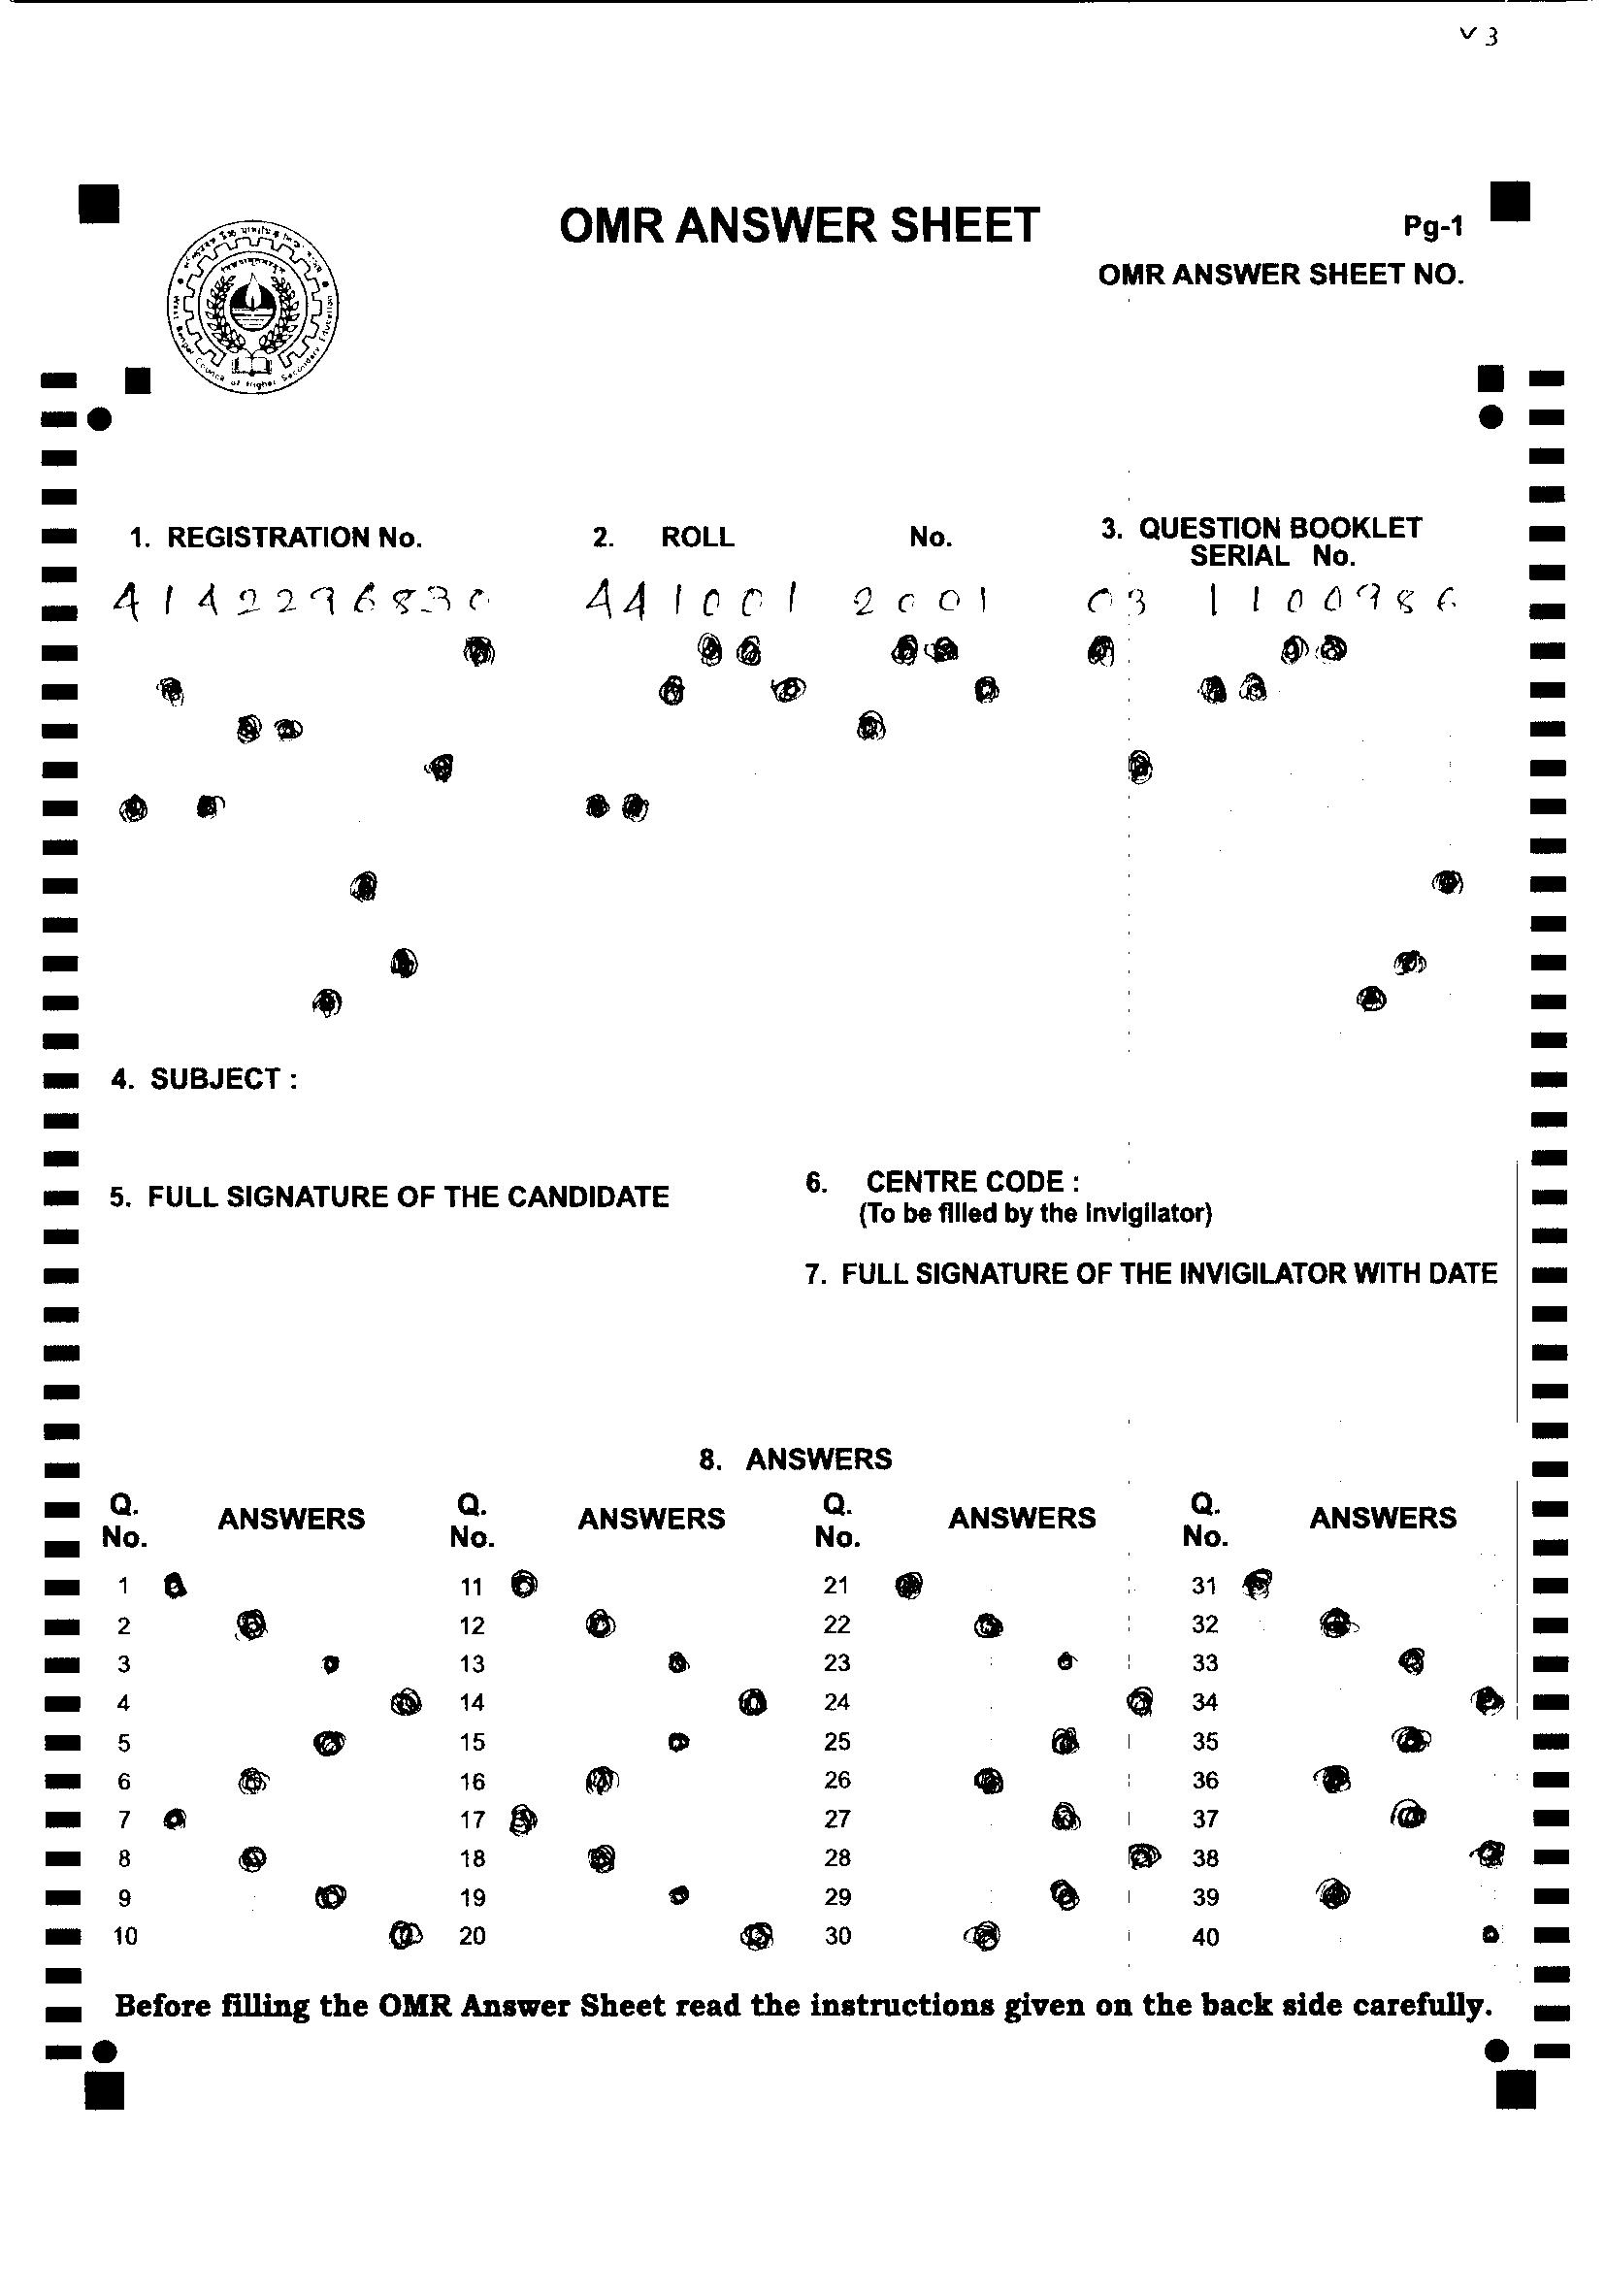 v 3
OMR ANSWER SHEET
Pg-1
OMR ANSWER SHEET NO.
West Bengal Council of Higher Secondary Education
1. REGISTRATION No.
2. ROLL No.
3. QUESTION BOOKLET
SERIAL No.
4142296830 441001 2001 03 1100986
4. SUBJECT :
5. FULL SIGNATURE OF THE CANDIDATE
6. CENTRE CODE :
(To be filled by the invigilator)
7. FULL SIGNATURE OF THE INVIGILATOR WITH DATE
8. ANSWERS
Q. Q. Q. Q.
ANSWERS ANSWERS ANSWERS ANSWERS
No. No. No. No.
1 11 21 31
2 12 22 32
3 13 23 33
4 14 24 34
5 15 25 35
6 16 26 36
7 17 27 37
8 18 28 38
9 19 29 39
10 20 30 40
Before filling the OMR Answer Sheet read the instructions given on the back side carefully.